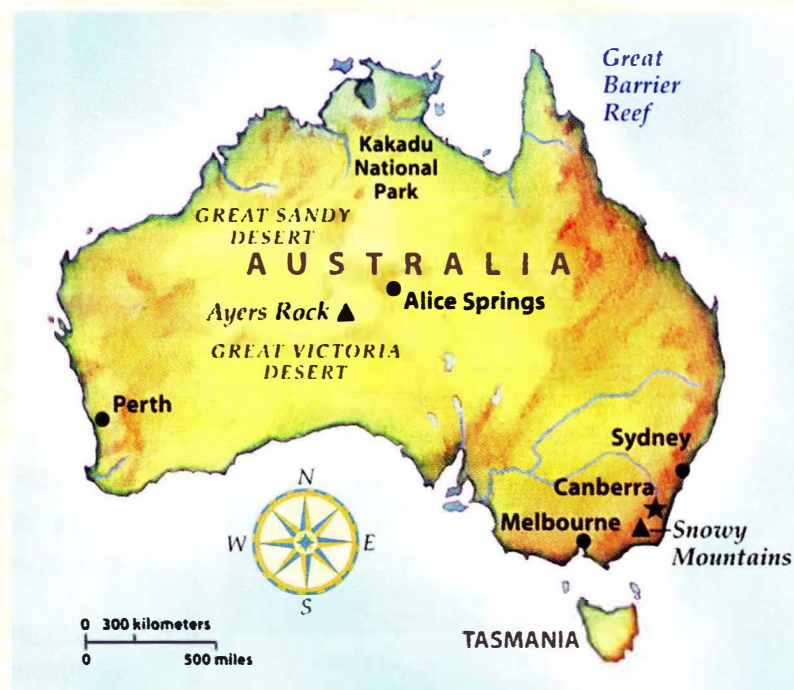 Great
Barrier
Reef
Kakadu
National
Park
GREAT SANDY
DESERT
AUSTRALIA
Alice Springs
Ayers Rock
GREAT VICTORIA
DESERT
Perth
Sydney
Canberra
Melbourne
Snowy
Mountains
N
W E
S
0 300 kilometers
0 500 miles
TASMANIA